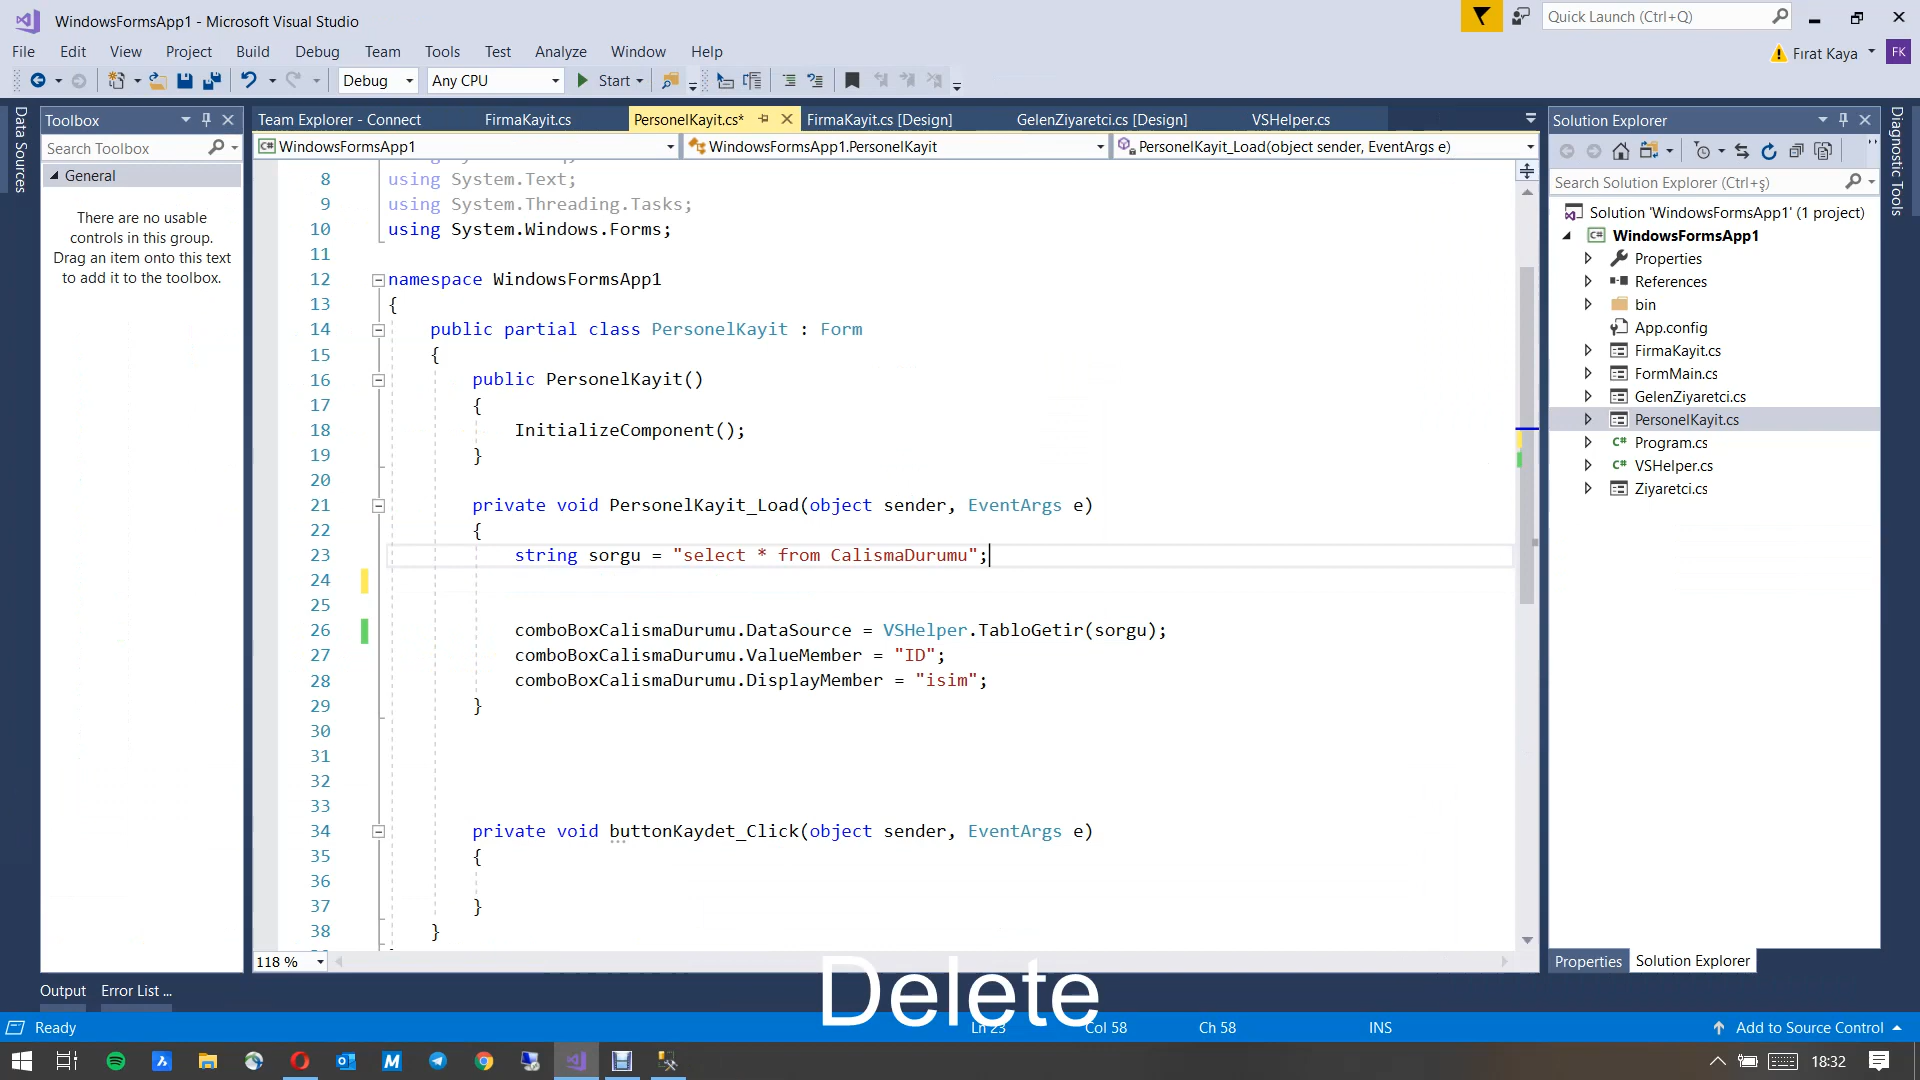 WindowsFormsApp1 - Microsoft Visual Studio
Quick Launch (Ctrl+Q)
File Edit View Project Build Debug Team Tools Test Analyze Window Help
Fırat Kaya FK
Debug Any CPU Start
Data Sources
Toolbox
Search Toolbox
General
There are no usable
controls in this group.
Drag an item onto this text
to add it to the toolbox.
Team Explorer - Connect FirmaKayit.cs PersonelKayit.cs* FirmaKayit.cs [Design] GelenZiyaretci.cs [Design] VSHelper.cs
WindowsFormsApp1 WindowsFormsApp1.PersonelKayit PersonelKayit_Load(object sender, EventArgs e)
8 using System.Text;
9 using System.Threading.Tasks;
10 using System.Windows.Forms;
11
12 namespace WindowsFormsApp1
13 {
14 public partial class PersonelKayit : Form
15 {
16 public PersonelKayit()
17 {
18 InitializeComponent();
19 }
20
21 private void PersonelKayit_Load(object sender, EventArgs e)
22 {
23 string sorgu = "select * from CalismaDurumu";
24
25
26 comboBoxCalismaDurumu.DataSource = VSHelper.TabloGetir(sorgu);
27 comboBoxCalismaDurumu.ValueMember = "ID";
28 comboBoxCalismaDurumu.DisplayMember = "isim";
29 }
30
31
32
33
34 private void buttonKaydet_Click(object sender, EventArgs e)
35 {
36
37 }
38 }
118 %
Solution Explorer
Search Solution Explorer (Ctrl+ş)
Solution 'WindowsFormsApp1' (1 project)
WindowsFormsApp1
Properties
References
bin
App.config
FirmaKayit.cs
FormMain.cs
GelenZiyaretci.cs
PersonelKayit.cs
Program.cs
VSHelper.cs
Ziyaretci.cs
Properties Solution Explorer
Diagnostic Tools
Output Error List ...
Delete
Ready Ln 23 Col 58 Ch 58 INS Add to Source Control
18:32